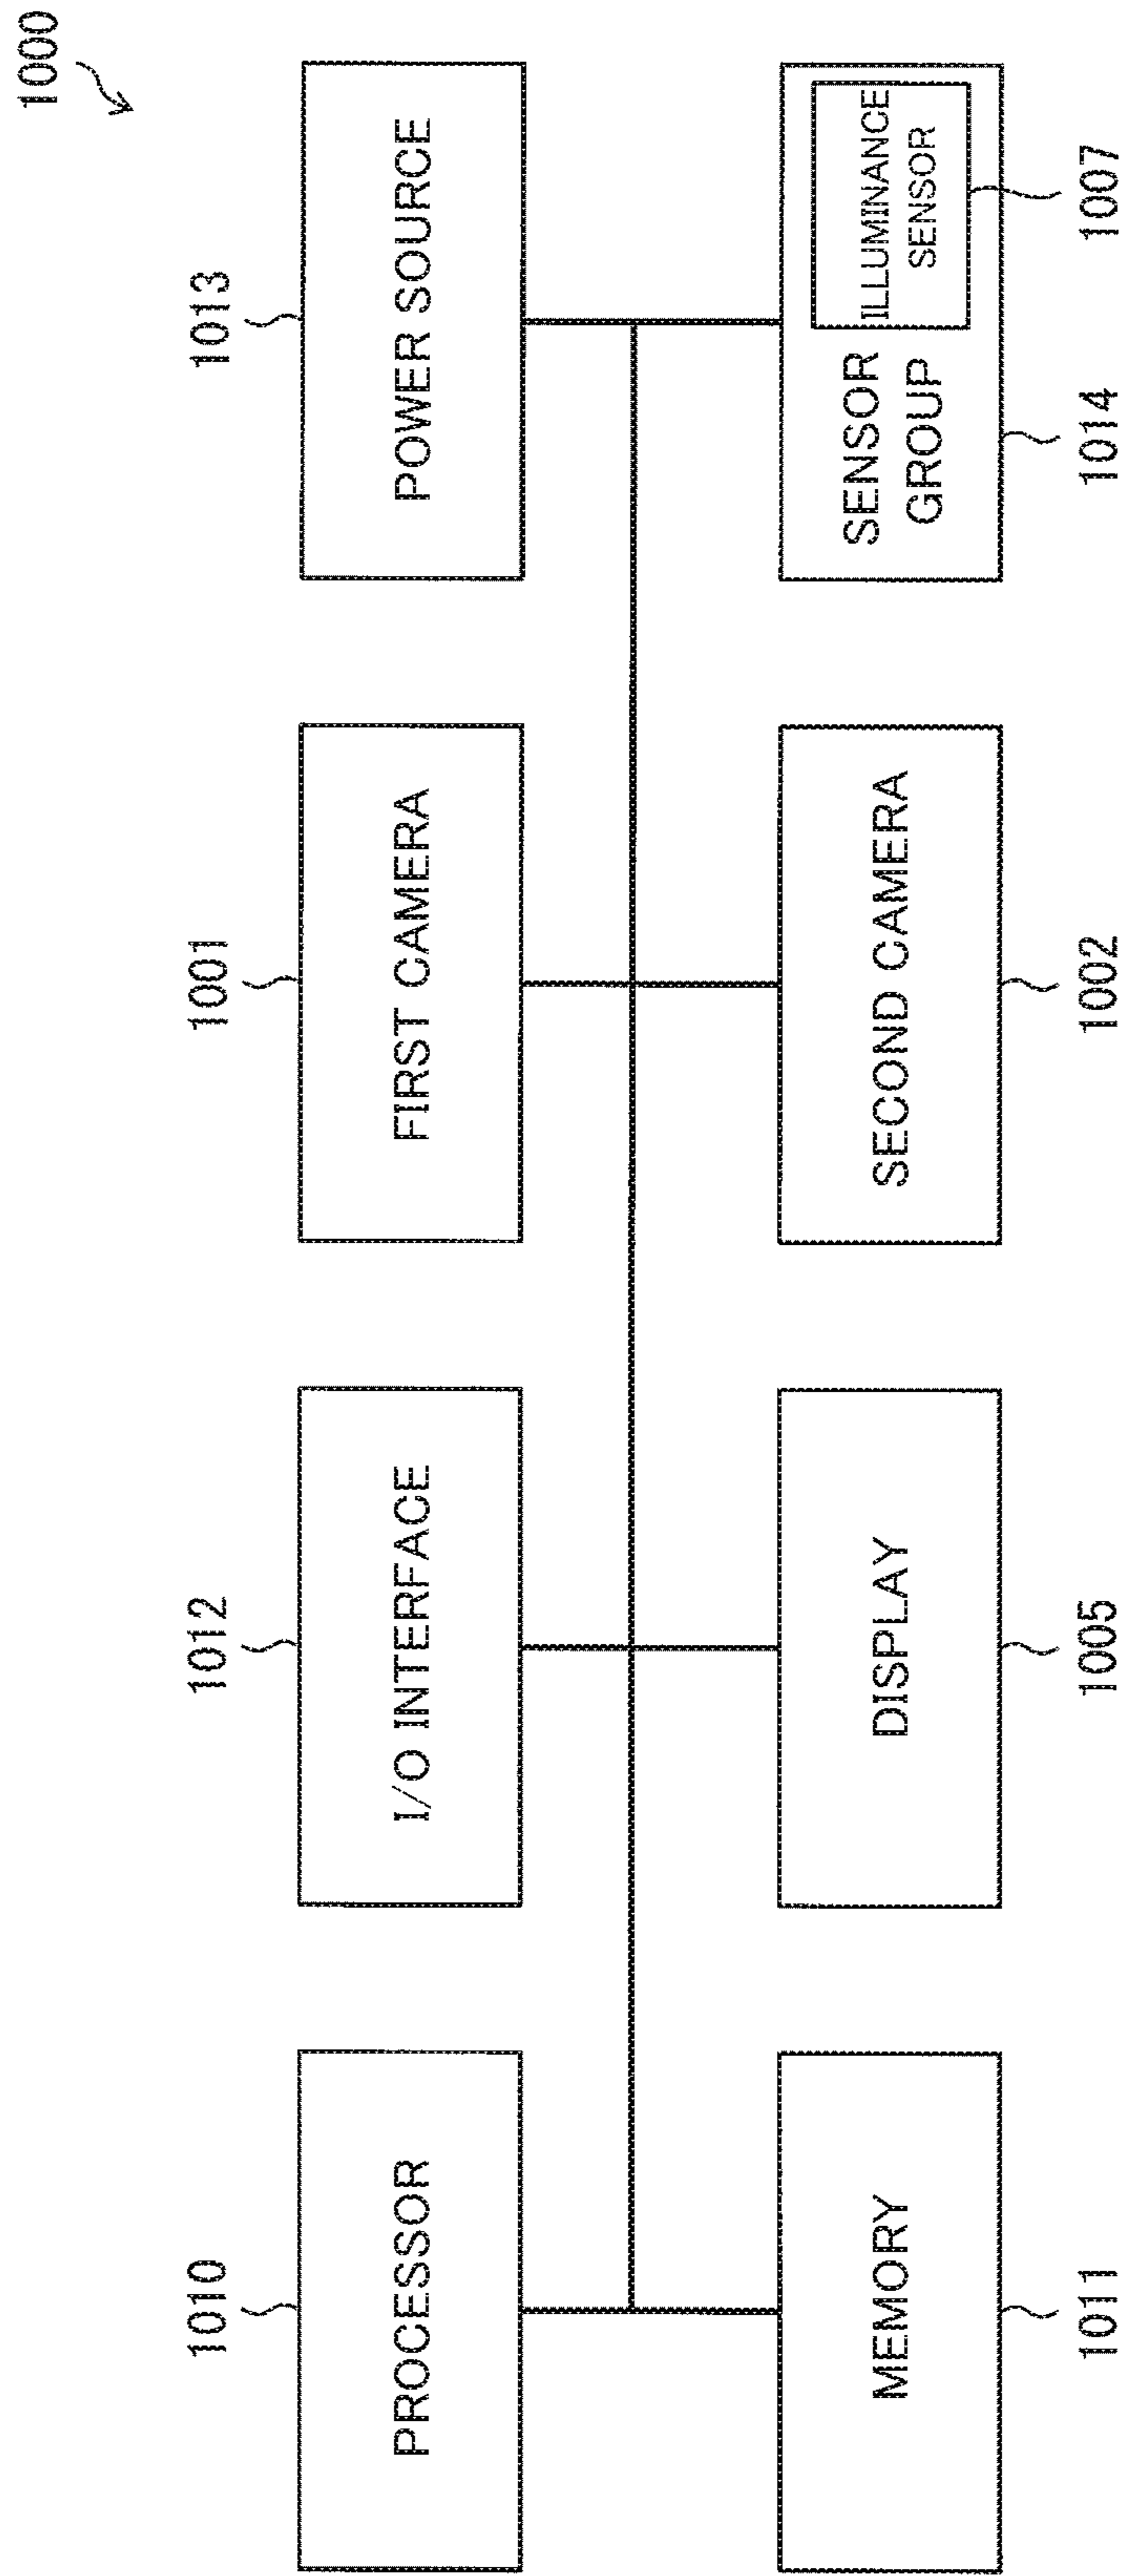 1000
1010
1012
1001
1013
PROCESSOR
I/O INTERFACE
FIRST CAMERA
POWER SOURCE
MEMORY
DISPLAY
SECOND CAMERA
SENSOR
GROUP
ILLUMINANCE
SENSOR
1011
1005
1002
1014
1007